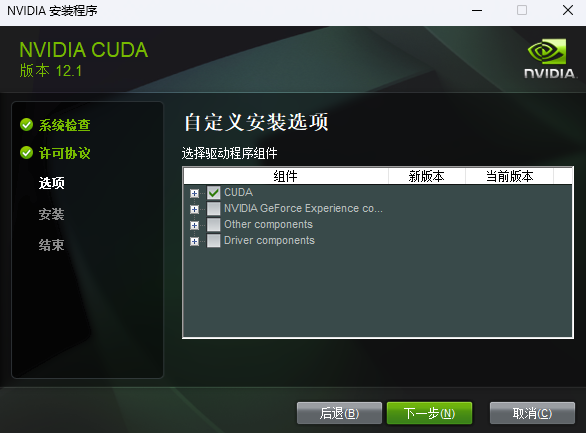 NVIDIA 安装程序
NVIDIA CUDA
版本 12.1
NVIDIA.
系统检查
许可协议
选项
安装
结束
自定义安装选项
选择驱动程序组件
组件 新版本 当前版本
CUDA
NVIDIA GeForce Experience co...
Other components
Driver components
后退(B) 下一步(N) 取消(C)